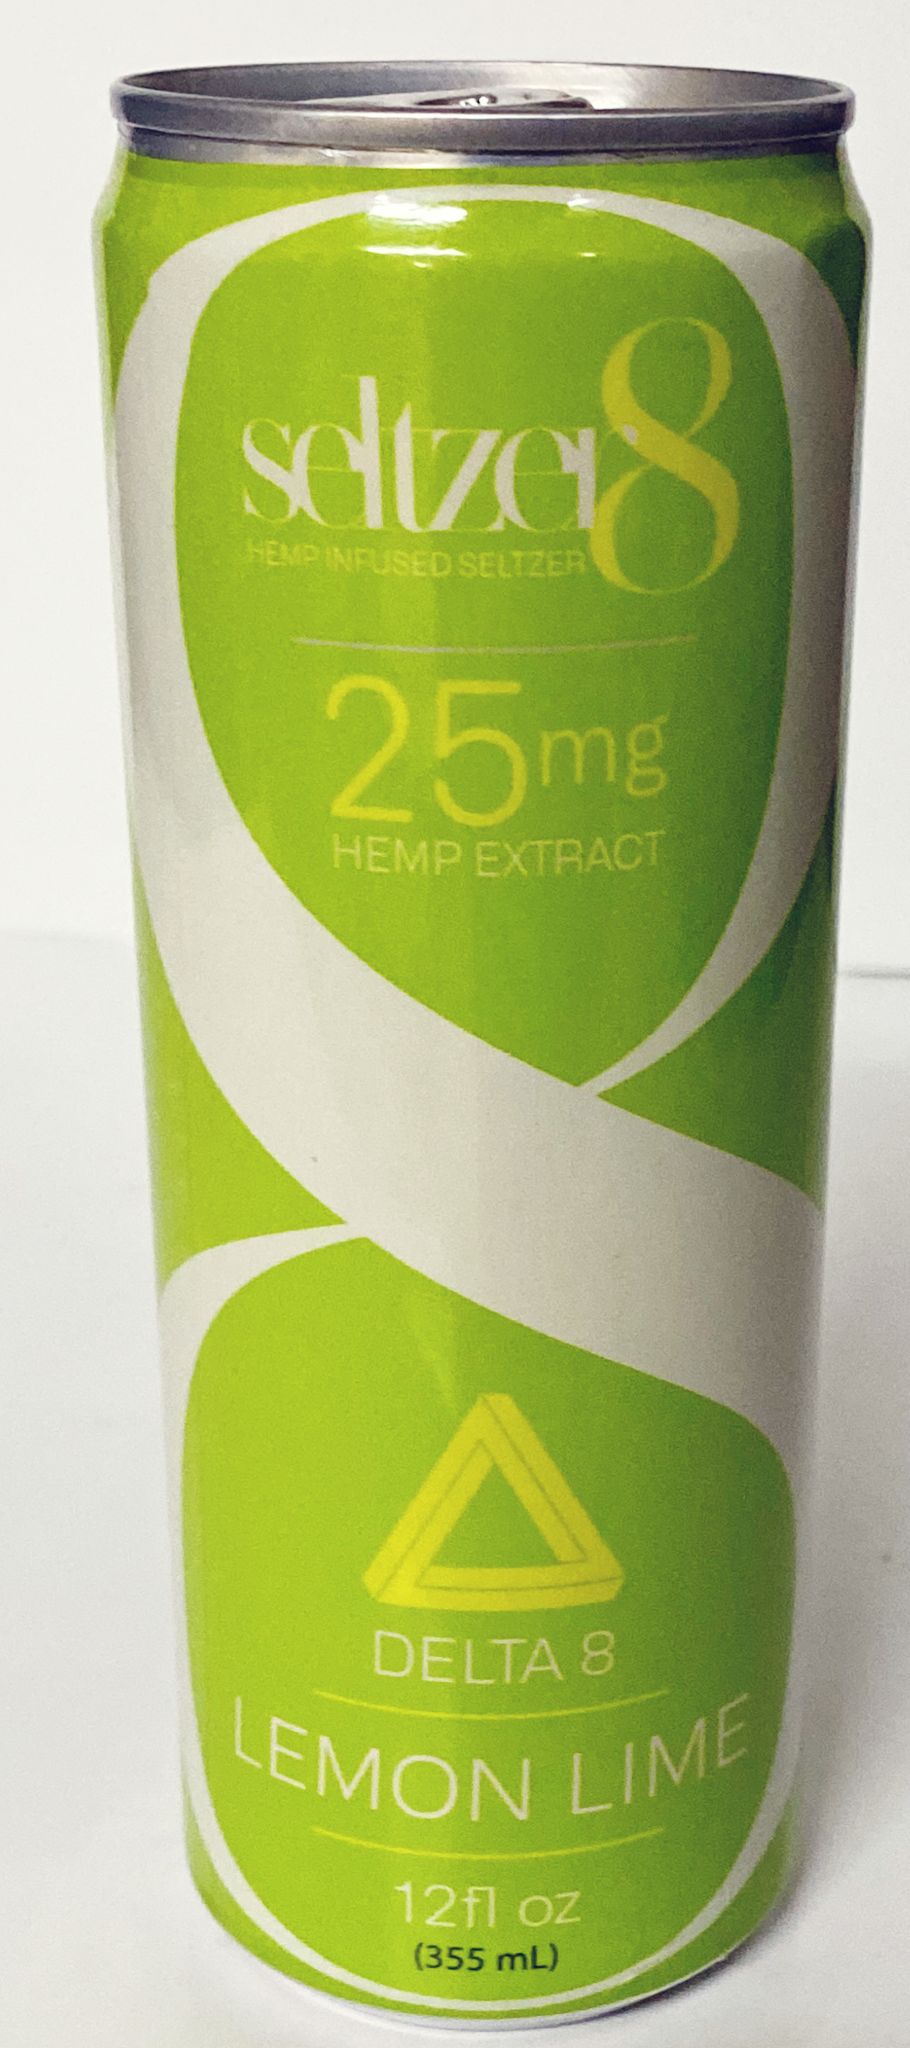 seltzer8
HEMP INFUSED SELTZER
25mg
HEMP EXTRACT
DELTA 8
LEMON LIME
12fl oz
(355 mL)